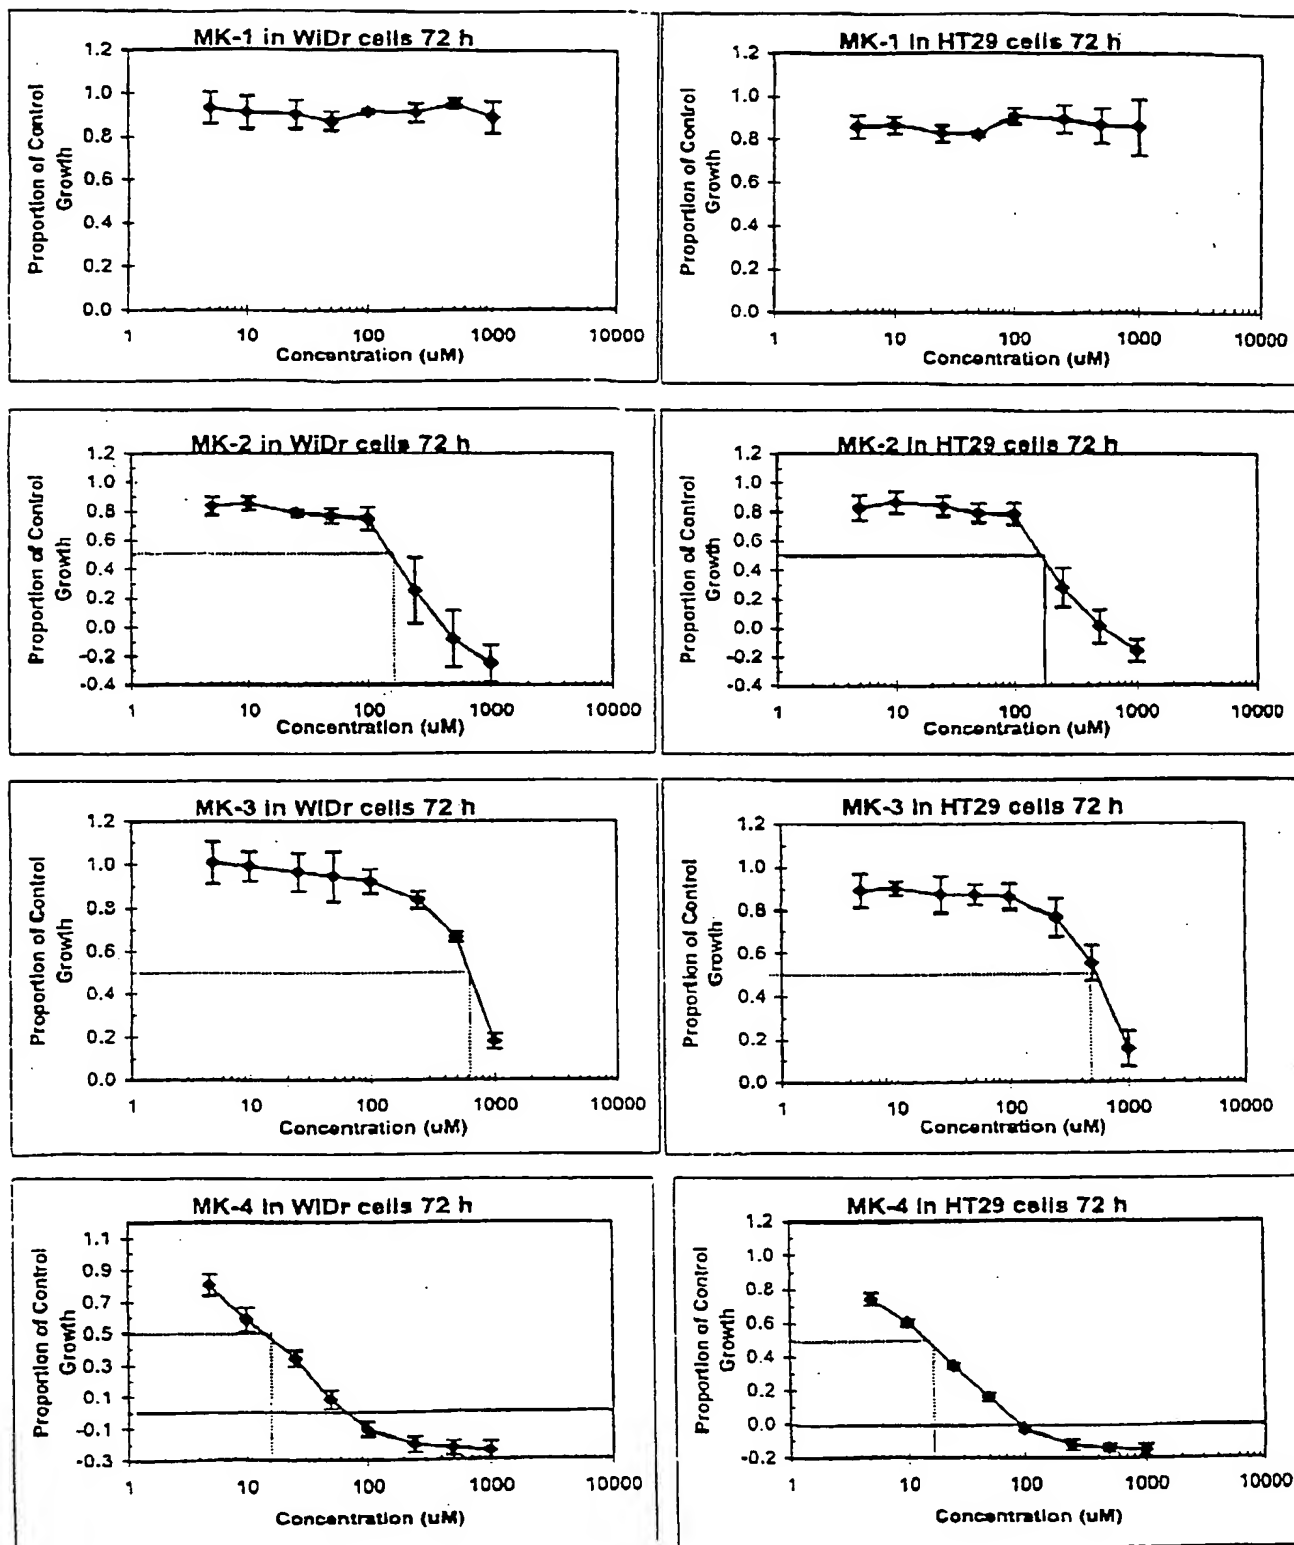 MK-1 in WiDr cells 72 h
1.2
1.0
0.8
0.6
0.4
0.2
0.0
Proportion of Control
Growth
1 10 100 1000 10000
Concentration (uM)
MK-1 in HT29 cells 72 h
1.2
1.0
0.8
0.6
0.4
0.2
0.0
Proportion of Control
Growth
1 10 100 1000 10000
Concentration (uM)
MK-2 in WiDr cells 72 h
1.2
1.0
0.8
0.6
0.4
0.2
0.0
-0.2
-0.4
Proportion of Control
Growth
1 10 100 1000 10000
Concentration (uM)
MK-2 in HT29 cells 72 h
1.2
1.0
0.8
0.6
0.4
0.2
0.0
-0.2
-0.4
Proportion of Control
Growth
1 10 100 1000 10000
Concentration (uM)
MK-3 in WiDr cells 72 h
1.2
1.0
0.8
0.6
0.4
0.2
0.0
Proportion of Control
Growth
1 10 100 1000 10000
Concentration (uM)
MK-3 in HT29 cells 72 h
1.2
1.0
0.8
0.6
0.4
0.2
0.0
Proportion of Control
Growth
1 10 100 1000 10000
Concentration (uM)
MK-4 in WiDr cells 72 h
1.1
0.9
0.7
0.5
0.3
0.1
-0.1
-0.3
Proportion of Control
Growth
1 10 100 1000 10000
Concentration (uM)
MK-4 in HT29 cells 72 h
1.2
1.0
0.8
0.6
0.4
0.2
0.0
-0.2
Proportion of Control
Growth
1 10 100 1000 10000
Concentration (uM)